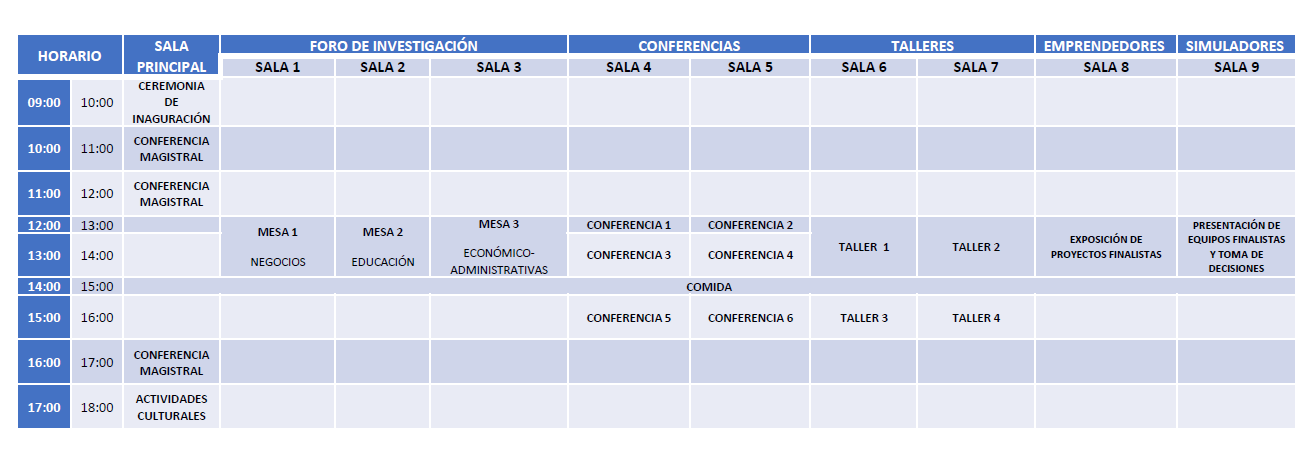 HORARIO SALA PRINCIPAL FORO DE INVESTIGACIÓN CONFERENCIAS TALLERES EMPRENDEDORES SIMULADORES
SALA 1 SALA 2 SALA 3 SALA 4 SALA 5 SALA 6 SALA 7 SALA 8 SALA 9
09:00 10:00 CEREMONIA DE INAGURACIÓN
10:00 11:00 CONFERENCIA MAGISTRAL
11:00 12:00 CONFERENCIA MAGISTRAL
12:00 13:00 MESA 1 NEGOCIOS MESA 2 EDUCACIÓN MESA 3 ECONÓMICO-ADMINISTRATIVAS CONFERENCIA 1 CONFERENCIA 2 TALLER 1 TALLER 2 EXPOSICIÓN DE PROYECTOS FINALISTAS PRESENTACIÓN DE EQUIPOS FINALISTAS Y TOMA DE DECISIONES
13:00 14:00 CONFERENCIA 3 CONFERENCIA 4
14:00 15:00 COMIDA
15:00 16:00 CONFERENCIA 5 CONFERENCIA 6 TALLER 3 TALLER 4
16:00 17:00 CONFERENCIA MAGISTRAL
17:00 18:00 ACTIVIDADES CULTURALES